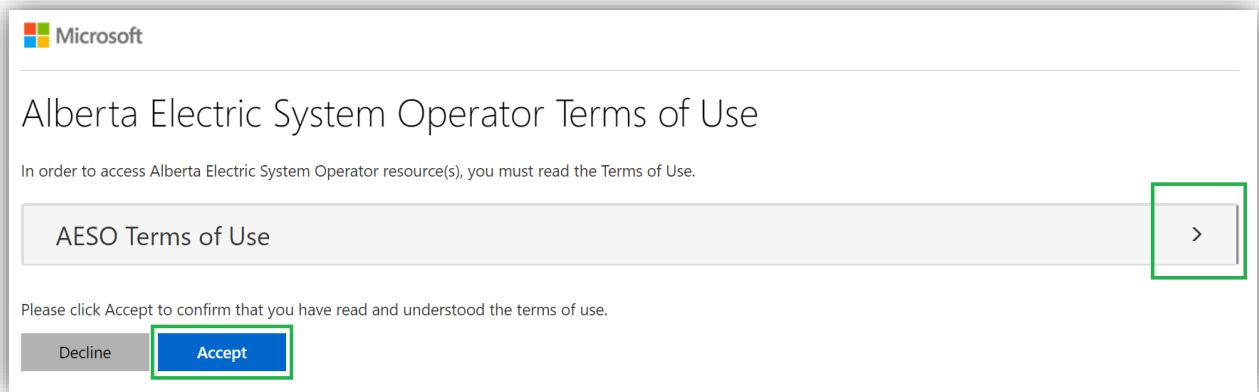 Microsoft
Alberta Electric System Operator Terms of Use
In order to access Alberta Electric System Operator resource(s), you must read the Terms of Use.
AESO Terms of Use
Please click Accept to confirm that you have read and understood the terms of use.
Decline Accept